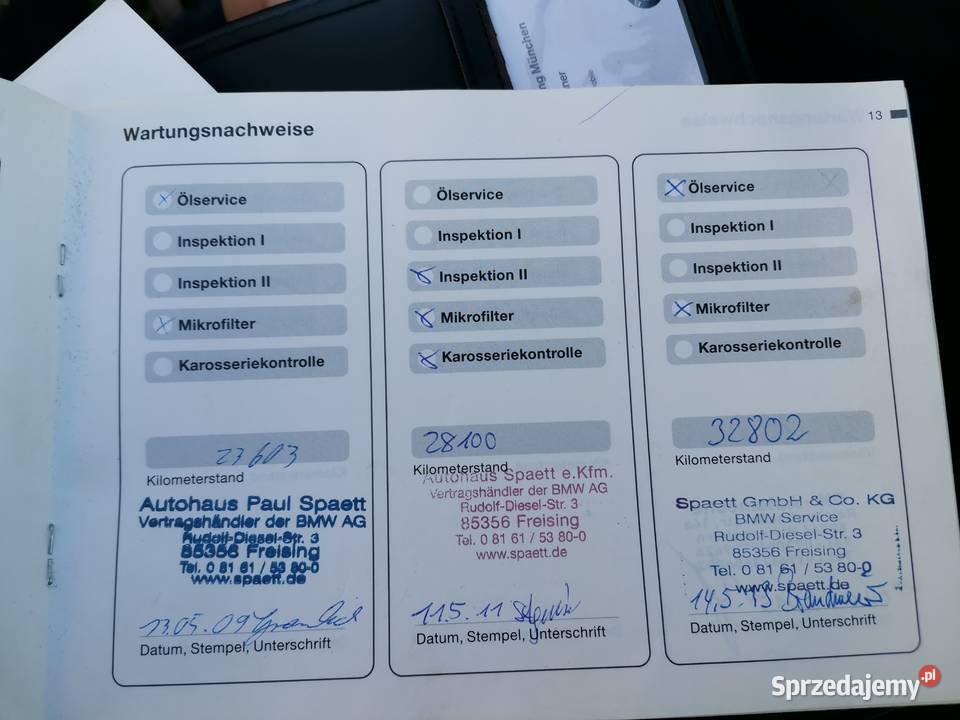 ng München
13
Wartungsnachweise
Ölservice
Inspektion I
Inspektion II
Mikrofilter
Karosseriekontrolle
23603
Kilometerstand
Autohaus Paul Spaett
Vertragshändler der BMW AG
Rudolf-Diesel-Str. 3
85356 Freising
Tel. 0 81 61 / 53 80-0
www.spaett.de
13.05.09
Datum, Stempel, Unterschrift
Ölservice
Inspektion I
Inspektion II
Mikrofilter
Karosseriekontrolle
28100
Kilometerstand
Autohaus Spaett e.Kfm.
Vertragshändler der BMW AG
Rudolf-Diesel-Str. 3
85356 Freising
Tel. 0 81 61 / 53 80-0
www.spaett.de
11.5.11
Datum, Stempel, Unterschrift
Ölservice
Inspektion I
Inspektion II
Mikrofilter
Karosseriekontrolle
32802
Kilometerstand
Spaett GmbH & Co. KG
BMW Service
Rudolf-Diesel-Str. 3
85356 Freising
Tel. 0 81 61 / 53 80-0
www.spaett.de
14.5.13
Datum, Stempel, Unterschrift
Sprzedajemy.pl